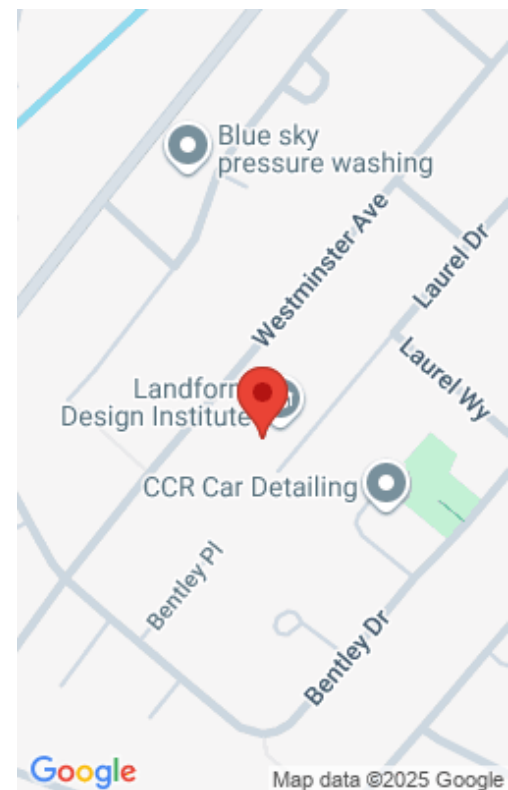 Blue sky
pressure washing
Westminster Ave
Laurel Dr
Laurel Wy
Landform
Design Institute
CCR Car Detailing
Bentley Pl
Bentley Dr
Google
Map data ©2025 Google